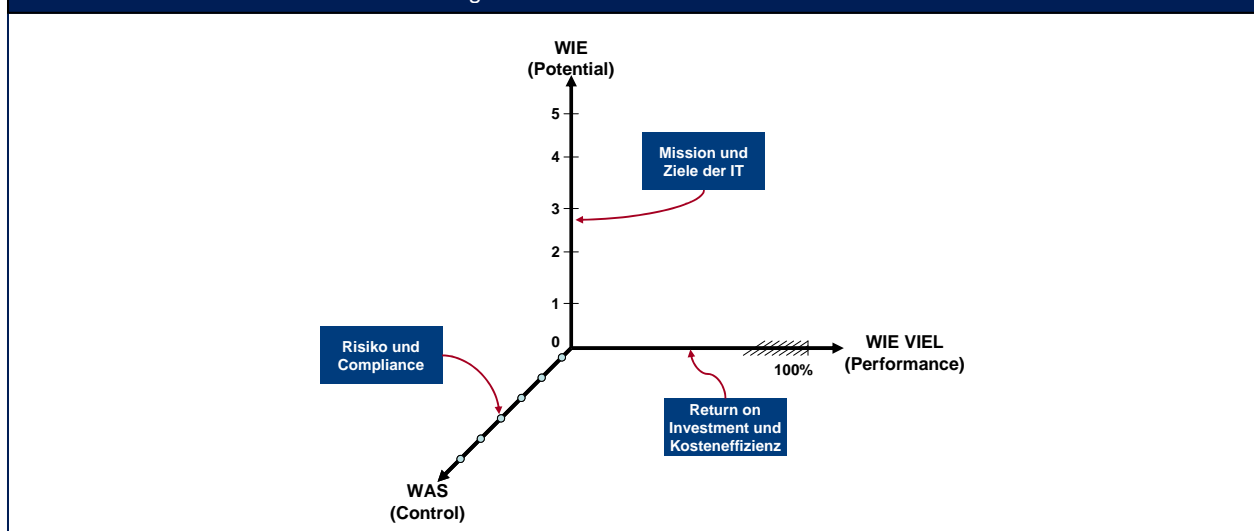 WIE
(Potential)
5
4
Mission und
Ziele der IT
3
2
1
0
Risiko und
Compliance
WIE VIEL
(Performance)
100%
Return on
Investment und
Kosteneffizienz
WAS
(Control)